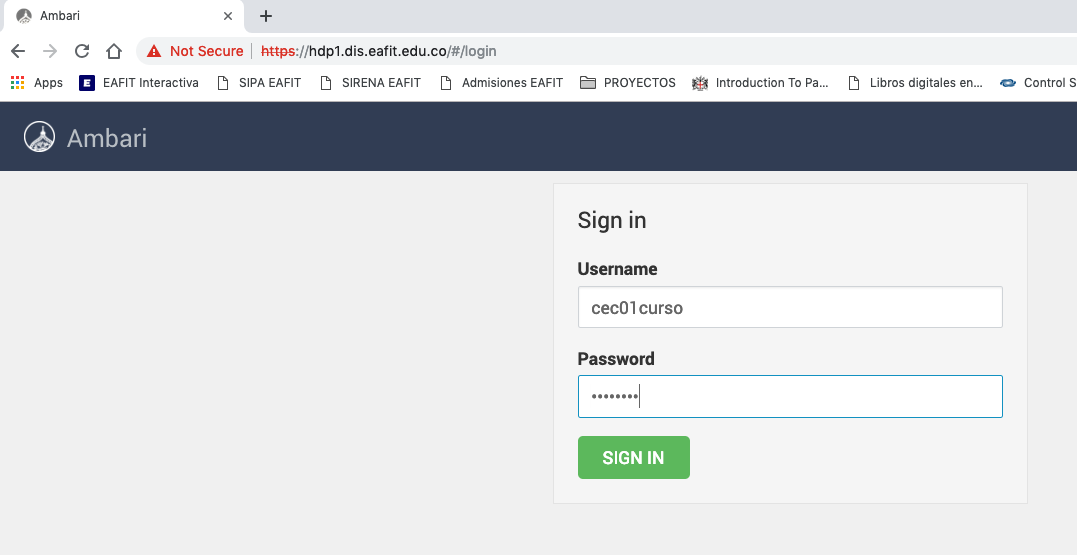 Ambari
Not Secure https://hdp1.dis.eafit.edu.co/#/login
Apps E EAFIT Interactiva SIPA EAFIT SIRENA EAFIT Admisiones EAFIT PROYECTOS Introduction To Pa... Libros digitales en... Control S
Ambari
Sign in
Username
cec01curso
Password
••••••••
SIGN IN